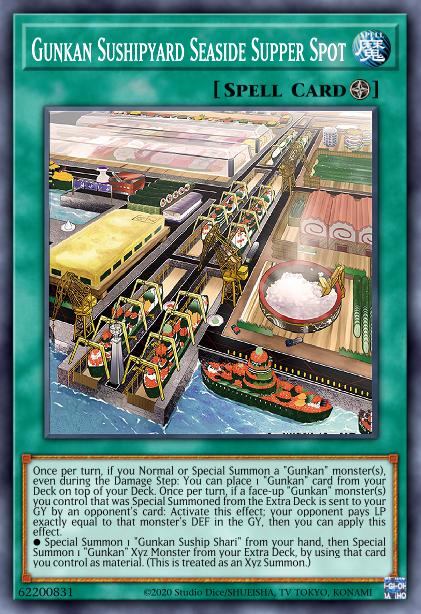 GUNKAN SUSHIPYARD SEASIDE SUPPER SPOT
SPELL
魔
[SPELL CARD]
Once per turn, if you Normal or Special Summon a "Gunkan" monster(s),
even during the Damage Step: You can place 1 "Gunkan" card from your
Deck on top of your Deck. Once per turn, if a face-up "Gunkan" monster(s)
you control that was Special Summoned from the Extra Deck is sent to your
GY by an opponent's card: Activate this effect; your opponent pays LP
exactly equal to that monster's DEF in the GY, then you can apply this
effect.
● Special Summon 1 "Gunkan Suship Shari" from your hand, then Special
Summon 1 "Gunkan" Xyz Monster from your Extra Deck, by using that card
you control as material. (This is treated as an Xyz Summon.)
62200831 ©2020 Studio Dice/SHUEISHA, TV TOKYO, KONAMI